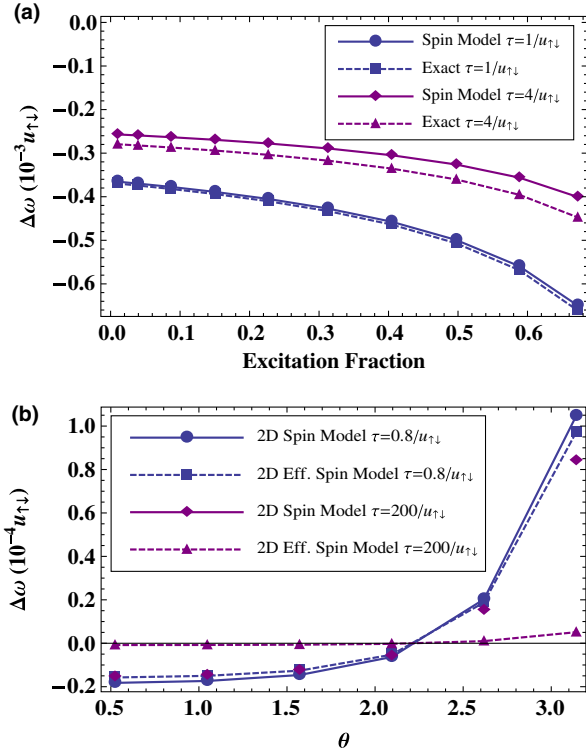 (a)
0.0
−0.1
−0.2
−0.3
−0.4
−0.5
−0.6
Δω (10⁻³u↑↓)
Spin Model τ=1/u↑↓
Exact τ=1/u↑↓
Spin Model τ=4/u↑↓
Exact τ=4/u↑↓
0.0 0.1 0.2 0.3 0.4 0.5 0.6
Excitation Fraction
(b)
1.0
0.8
0.6
0.4
0.2
0.0
−0.2
Δω (10⁻⁴u↑↓)
2D Spin Model τ=0.8/u↑↓
2D Eff. Spin Model τ=0.8/u↑↓
2D Spin Model τ=200/u↑↓
2D Eff. Spin Model τ=200/u↑↓
0.5 1.0 1.5 2.0 2.5 3.0
θ